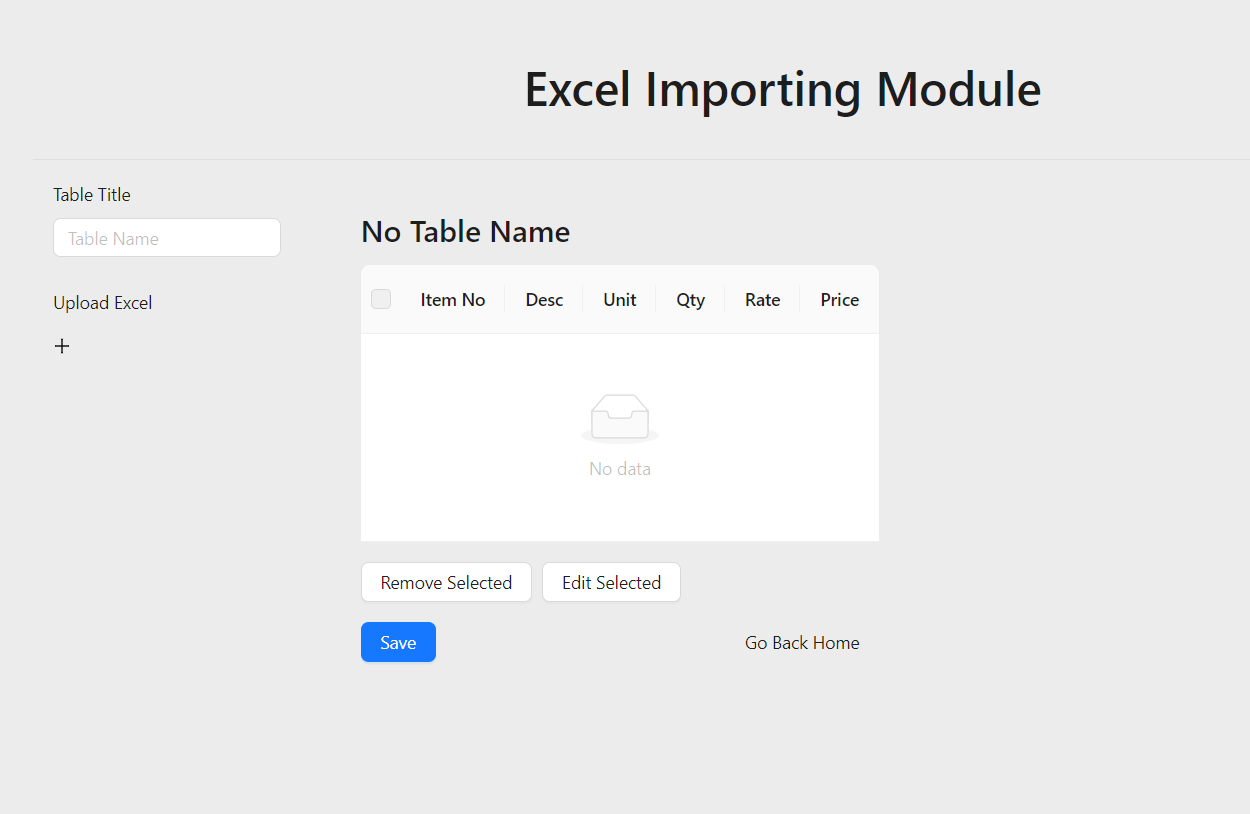 Excel Importing Module
Table Title
Table Name
Upload Excel
No Table Name
Item No Desc Unit Qty Rate Price
No data
Remove Selected Edit Selected
Save Go Back Home